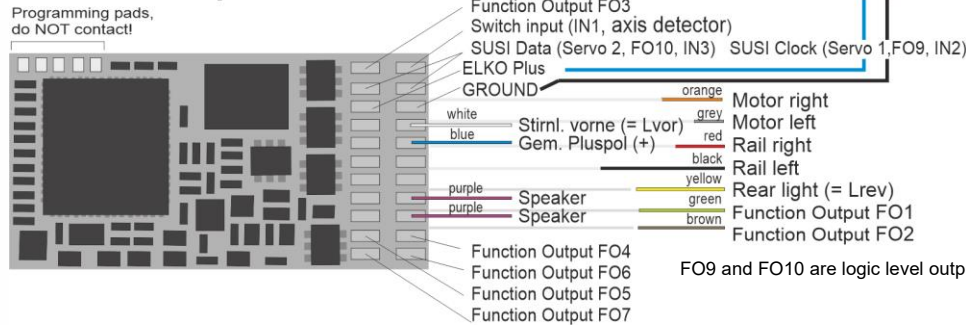 Programming pads,
do NOT contact!
Function Output FO3
Switch input (IN1, axis detector)
SUSI Data (Servo 2, FO10, IN3) SUSI Clock (Servo 1,FO9, IN2)
ELKO Plus
GROUND
orange Motor right
white Stirnl. vorne (= Lvor) grey Motor left
blue Gem. Pluspol (+) red Rail right
black Rail left
purple Speaker yellow Rear light (= Lrev)
purple Speaker green Function Output FO1
brown Function Output FO2
Function Output FO4
Function Output FO6
Function Output FO5
Function Output FO7
FO9 and FO10 are logic level outp